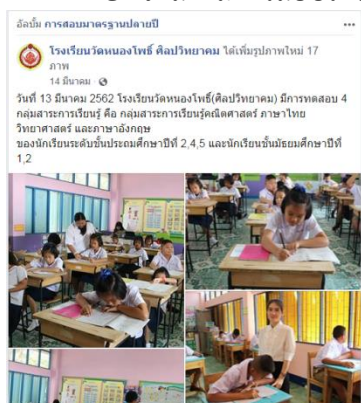 อัลบั้ม การสอบมาตรฐานปลายปี
โรงเรียนวัดหนองโพธิ์ ศิลปวิทยาคม ได้เพิ่มรูปภาพใหม่ 17
ภาพ
14 มีนาคม ·
วันที่ 13 มีนาคม 2562 โรงเรียนวัดหนองโพธิ์(ศิลปวิทยาคม) มีการทดสอบ 4
กลุ่มสาระการเรียนรู้ คือ กลุ่มสาระการเรียนรู้คณิตศาสตร์ ภาษาไทย
วิทยาศาสตร์ และภาษาอังกฤษ
ของนักเรียนระดับชั้นประถมศึกษาปีที่ 2,4,5 และนักเรียนชั้นมัธยมศึกษาปีที่
1,2